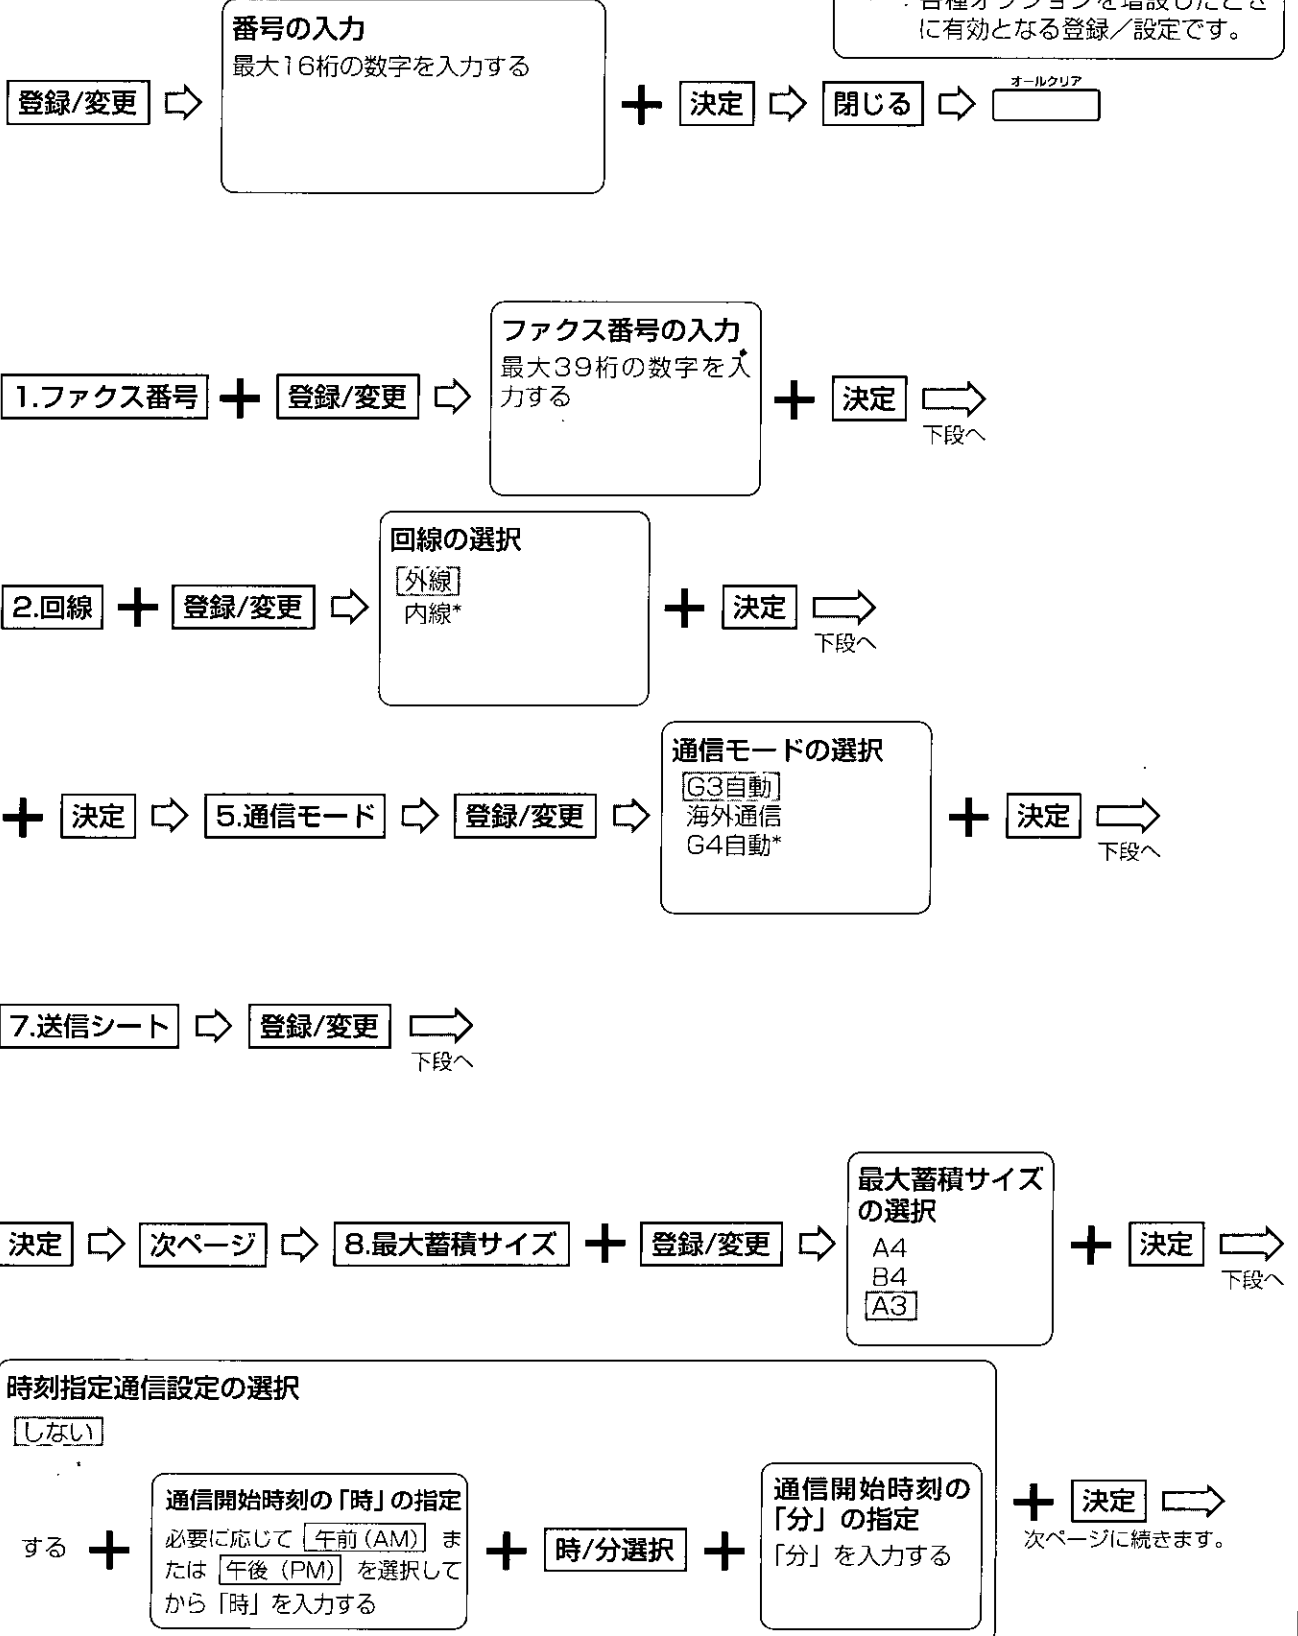 各種オプションを増設したとき
に有効となる登録／設定です。
登録/変更
番号の入力
最大16桁の数字を入力する
決定
閉じる
オールクリア
1.ファクス番号
登録/変更
ファクス番号の入力
最大39桁の数字を入
力する
決定
下段へ
2.回線
登録/変更
回線の選択
外線
内線*
決定
下段へ
決定
5.通信モード
登録/変更
通信モードの選択
G3自動
海外通信
G4自動*
決定
下段へ
7.送信シート
登録/変更
下段へ
決定
次ページ
8.最大蓄積サイズ
登録/変更
最大蓄積サイズ
の選択
A4
B4
A3
決定
下段へ
時刻指定通信設定の選択
しない
する
通信開始時刻の「時」の指定
必要に応じて 午前（AM） ま
たは 午後（PM） を選択して
から「時」を入力する
時/分選択
通信開始時刻の
「分」の指定
「分」を入力する
決定
次ページに続きます。